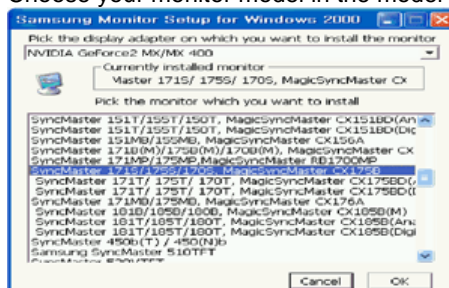 Choose your monitor model in the model
Samsung Monitor Setup for Windows 2000
Pick the display adapter on which you want to install the monitor
NVIDIA GeForce2 MX/MX 400
Currently installed monitor
Master 171S/ 175S/ 170S, MagicSyncMaster CX
Pick the monitor which you want to install
SyncMaster 151T/155T/150T, MagicSyncMaster CX151BD(An
SyncMaster 151T/155T/150T, MagicSyncMaster CX151BD(Dig
SyncMaster 151MB/155MB, MagicSyncMaster CX156A
SyncMaster 171B(M)/175B(M)/170B(M), MagicSyncMaster CX
SyncMaster 171MP/175MP,MagicSyncMaster RB1700MP
SyncMaster 171S/175S/170S, MagicSyncMaster CX175B
SyncMaster 171T/ 175T/ 170T, MagicSyncMaster CX175BD(
SyncMaster 171T/ 175T/ 170T, MagicSyncMaster CX175BD(
SyncMaster 171MB/175MB, MagicSyncMaster CX176A
SyncMaster 181B/185B/180B, MagicSyncMaster CX185B(M)
SyncMaster 181T/185T/180T, MagicSyncMaster CX185B(Ana
SyncMaster 181T/185T/180T, MagicSyncMaster CX185B(Digi
SyncMaster 450b(T) / 450(N)b
Samsung SyncMaster 510TFT
Cancel OK